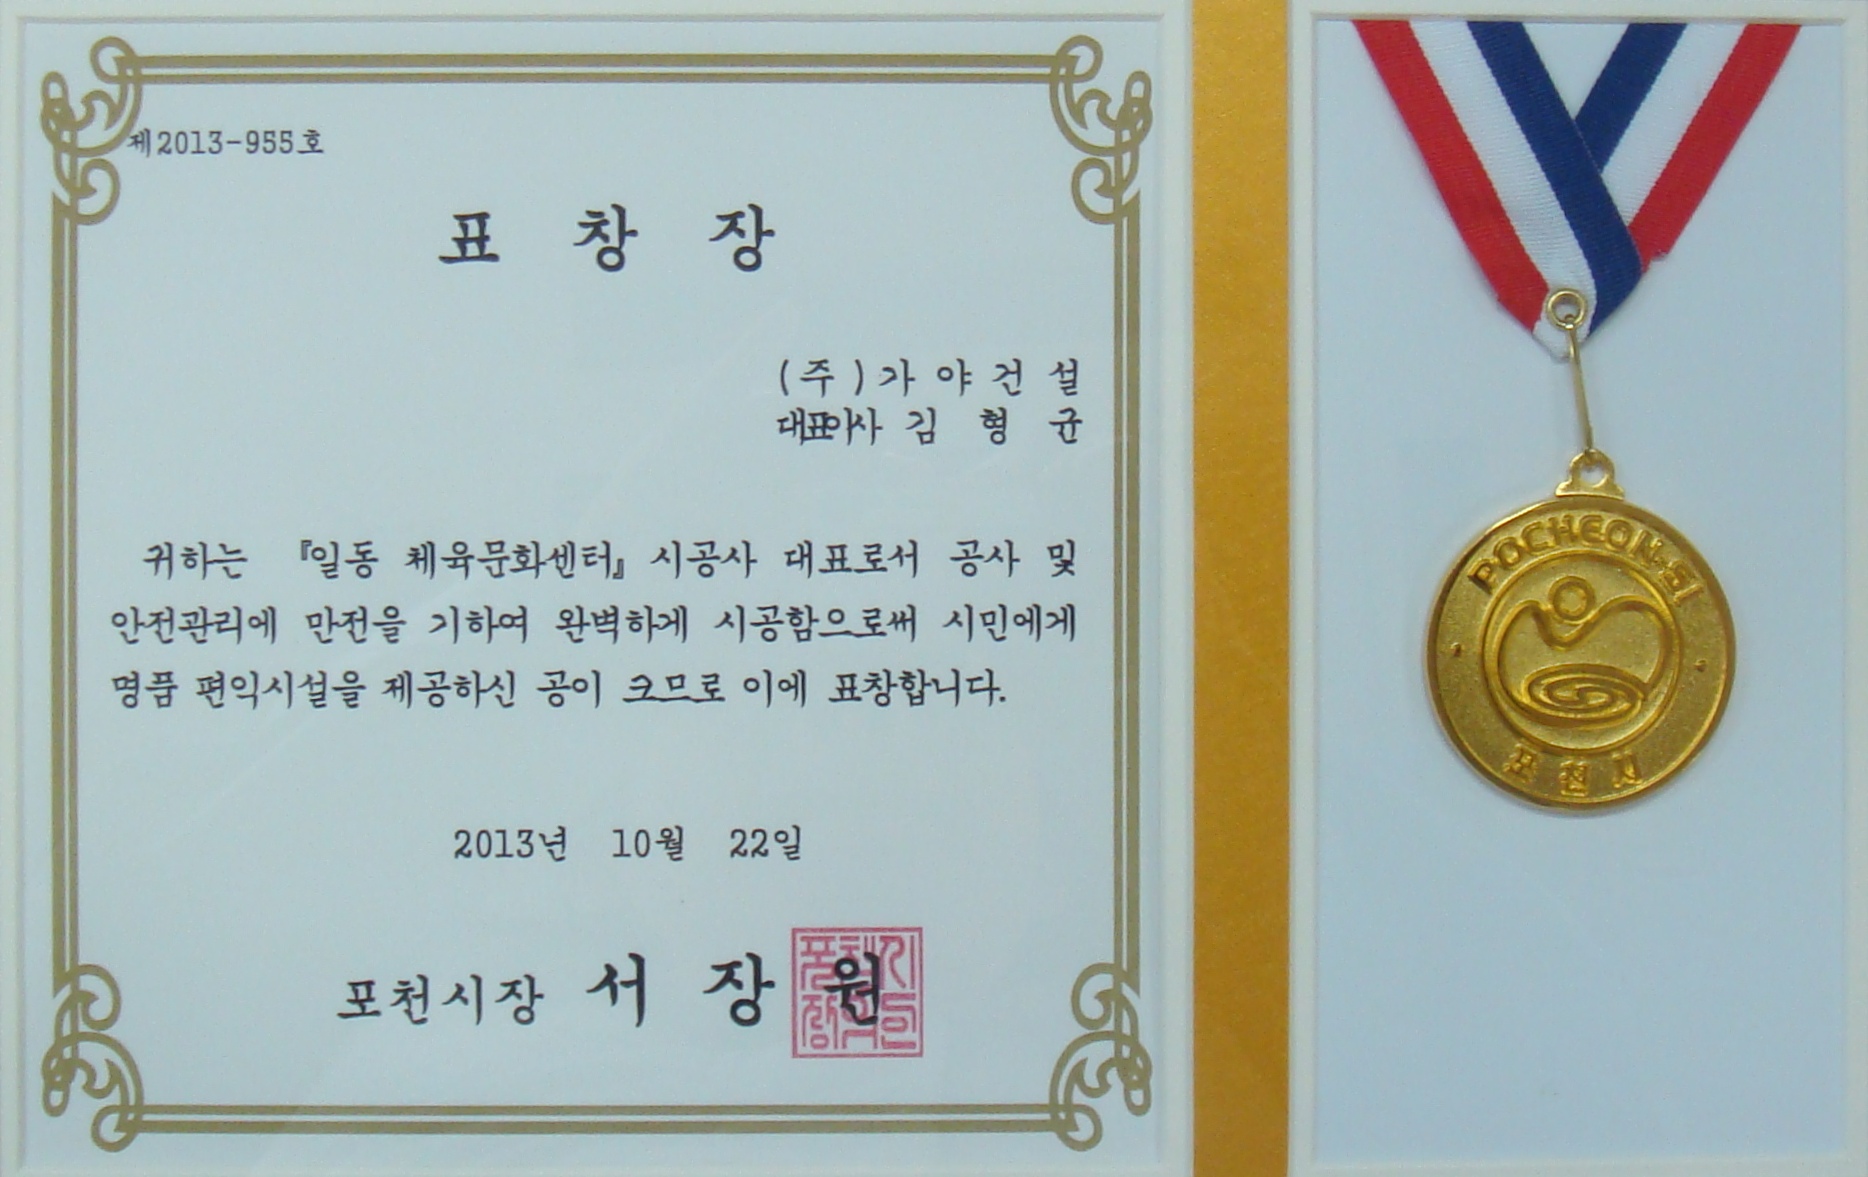 제2013-955호
표 창 장
(주)가 야 건 설
대표이사 김 형 균
귀하는 『일동 체육문화센터』 시공사 대표로서 공사 및
안전관리에 만전을 기하여 완벽하게 시공함으로써 시민에게
명품 편익시설을 제공하신 공이 크므로 이에 표창합니다.
2013년 10월 22일
포천시장 서 장 원
포천시장의인
POCHEON-SI
포천시